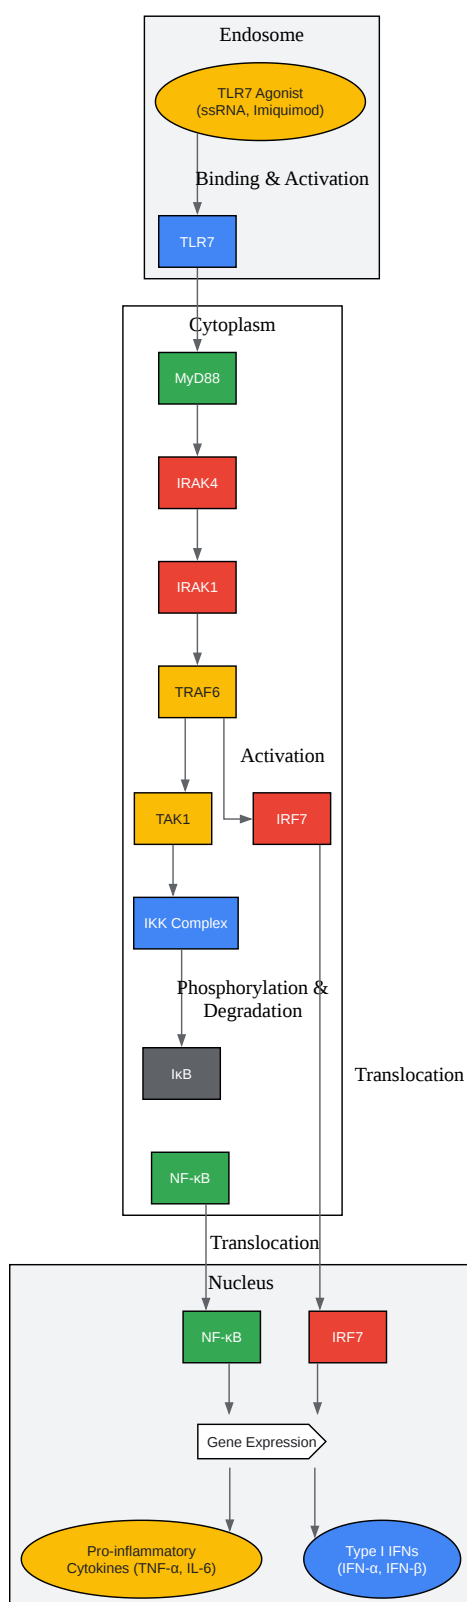 Endosome
TLR7 Agonist
(ssRNA, Imiquimod)
Binding & Activation
TLR7
Cytoplasm
MyD88
IRAK4
IRAK1
TRAF6
Activation
TAK1
IRF7
IKK Complex
Phosphorylation &
Degradation
IκB
Translocation
NF-κB
Translocation
Nucleus
NF-κB
IRF7
Gene Expression
Pro-inflammatory
Cytokines (TNF-α, IL-6)
Type I IFNs
(IFN-α, IFN-β)